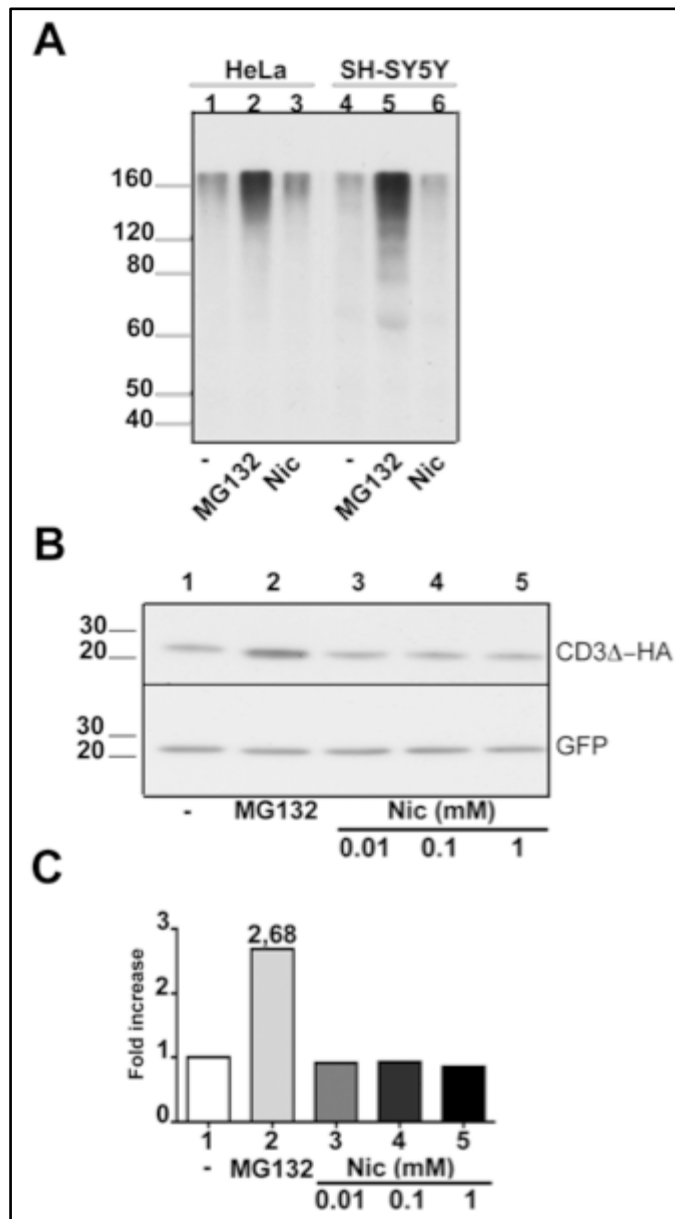 A
HeLa SH-SY5Y
1 2 3 4 5 6
160
120
80
60
50
40
- MG132 Nic - MG132 Nic
B
1 2 3 4 5
30
20 CD3Δ–HA
30
20 GFP
- MG132 Nic (mM)
0.01 0.1 1
C
3
2,68
2
1
0
Fold increase
1 2 3 4 5
- MG132 Nic (mM)
0.01 0.1 1